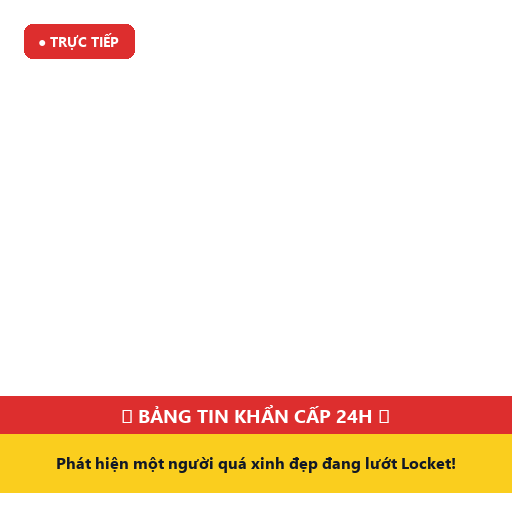 ● TRỰC TIẾP
BẢNG TIN KHẨN CẤP 24H
Phát hiện một người quá xinh đẹp đang lướt Locket!